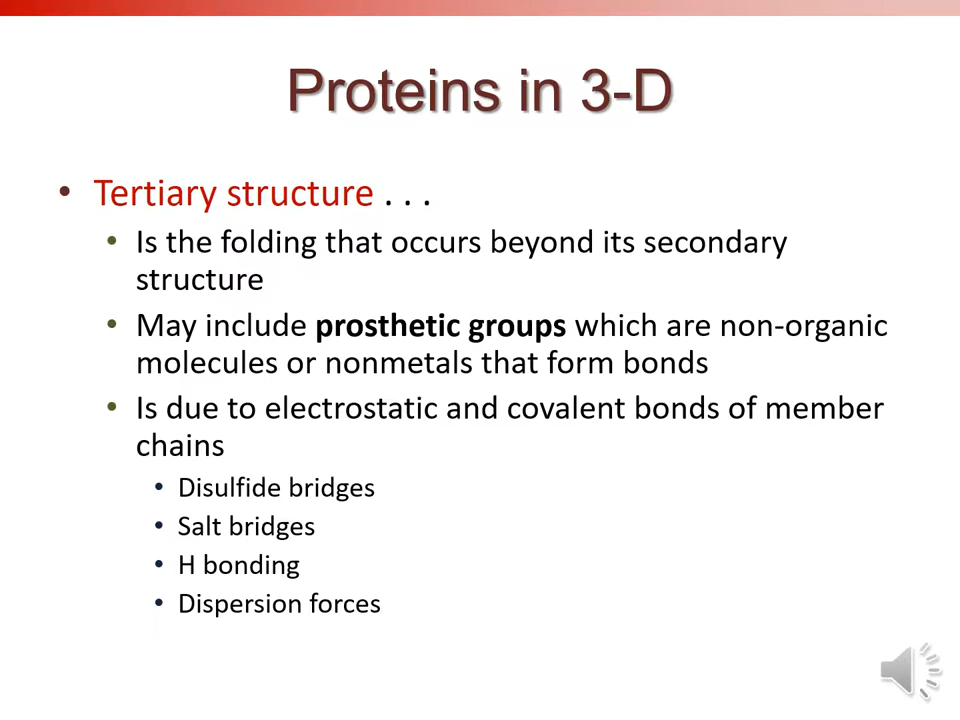 Proteins in 3-D
• Tertiary structure . . .
• Is the folding that occurs beyond its secondary
structure
• May include prosthetic groups which are non-organic
molecules or nonmetals that form bonds
• Is due to electrostatic and covalent bonds of member
chains
• Disulfide bridges
• Salt bridges
• H bonding
• Dispersion forces